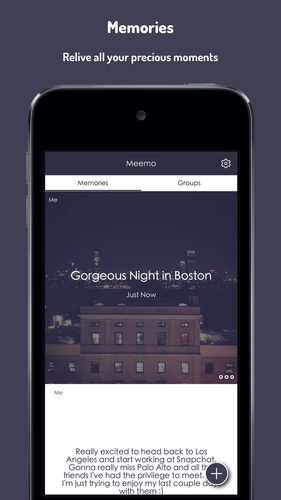 Memories
Relive all your precious moments
Meemo
Memories
Groups
Me
Gorgeous Night in Boston
Just Now
Me
Really excited to head back to Los
Angeles and start working at Snapchat.
Gonna really miss Palo Alto and all th
friends I've had the privilege to meet,
I'm just trying to enjoy my last couple da
with them :)